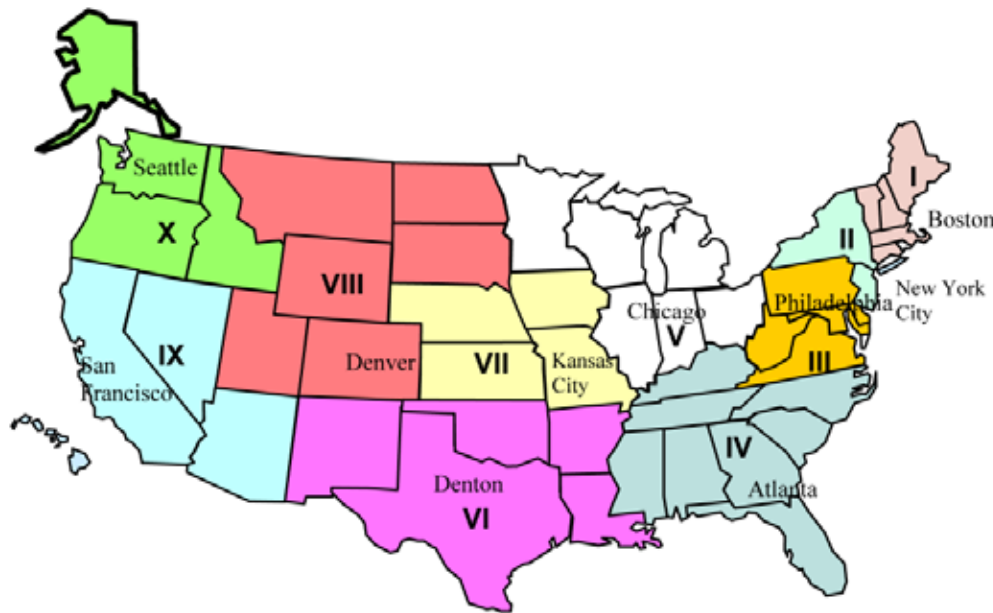 Seattle
I
Boston
X
II
VIII
New York
City
Philadelphia
Chicago
V
IX
San
Francisco
Denver
VII
Kansas
City
III
IV
Denton
Atlanta
VI